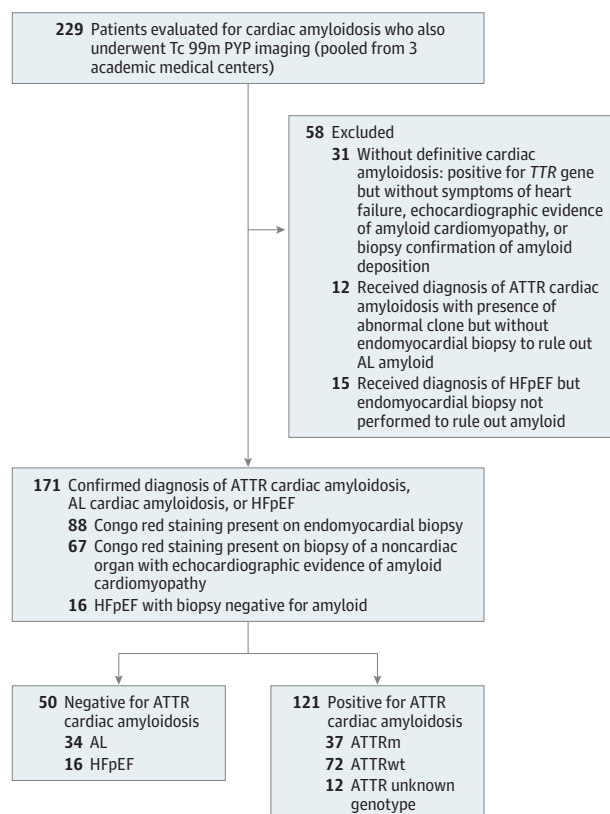 229 Patients evaluated for cardiac amyloidosis who also
underwent Tc 99m PYP imaging (pooled from 3
academic medical centers)
58 Excluded
31 Without definitive cardiac
amyloidosis: positive for TTR gene
but without symptoms of heart
failure, echocardiographic evidence
of amyloid cardiomyopathy, or
biopsy confirmation of amyloid
deposition
12 Received diagnosis of ATTR cardiac
amyloidosis with presence of
abnormal clone but without
endomyocardial biopsy to rule out
AL amyloid
15 Received diagnosis of HFpEF but
endomyocardial biopsy not
performed to rule out amyloid
171 Confirmed diagnosis of ATTR cardiac amyloidosis,
AL cardiac amyloidosis, or HFpEF
88 Congo red staining present on endomyocardial biopsy
67 Congo red staining present on biopsy of a noncardiac
organ with echocardiographic evidence of amyloid
cardiomyopathy
16 HFpEF with biopsy negative for amyloid
50 Negative for ATTR
cardiac amyloidosis
34 AL
16 HFpEF
121 Positive for ATTR
cardiac amyloidosis
37 ATTRm
72 ATTRwt
12 ATTR unknown
genotype